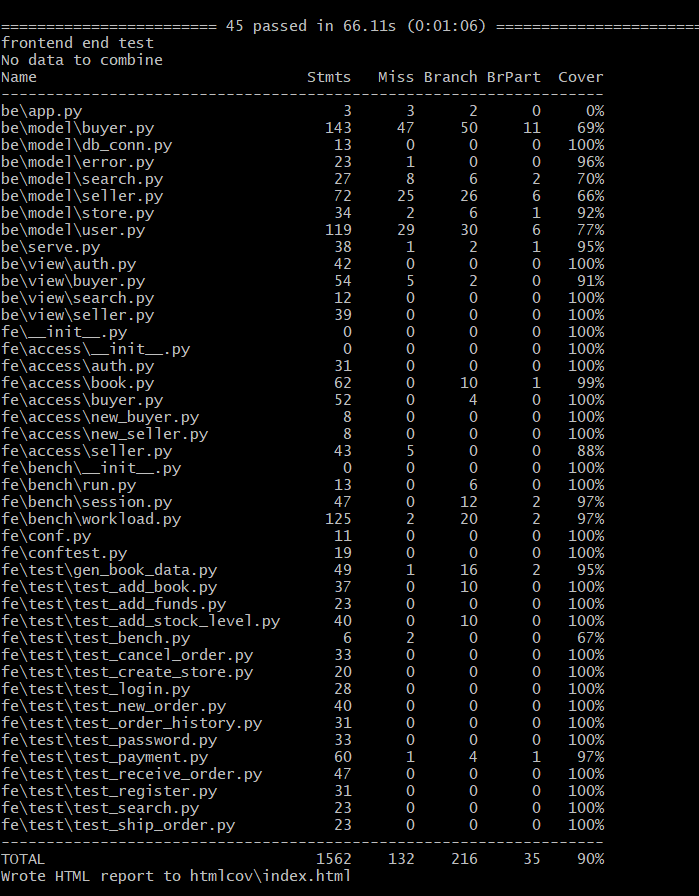 ======================== 45 passed in 66.11s (0:01:06) =======================
frontend end test
No data to combine
Name                              Stmts   Miss Branch BrPart  Cover
-------------------------------------------------------------------
be\app.py                             3      3      2      0     0%
be\model\buyer.py                   143     47     50     11    69%
be\model\db_conn.py                  13      0      0      0   100%
be\model\error.py                    23      1      0      0    96%
be\model\search.py                   27      8      6      2    70%
be\model\seller.py                   72     25     26      6    66%
be\model\store.py                    34      2      6      1    92%
be\model\user.py                    119     29     30      6    77%
be\serve.py                          38      1      2      1    95%
be\view\auth.py                      42      0      0      0   100%
be\view\buyer.py                     54      5      2      0    91%
be\view\search.py                    12      0      0      0   100%
be\view\seller.py                    39      0      0      0   100%
fe\__init__.py                        0      0      0      0   100%
fe\access\__init__.py                 0      0      0      0   100%
fe\access\auth.py                    31      0      0      0   100%
fe\access\book.py                    62      0     10      1    99%
fe\access\buyer.py                   52      0      4      0   100%
fe\access\new_buyer.py                8      0      0      0   100%
fe\access\new_seller.py               8      0      0      0   100%
fe\access\seller.py                  43      5      0      0    88%
fe\bench\__init__.py                  0      0      0      0   100%
fe\bench\run.py                      13      0      6      0   100%
fe\bench\session.py                  47      0     12      2    97%
fe\bench\workload.py                125      2     20      2    97%
fe\conf.py                           11      0      0      0   100%
fe\conftest.py                       19      0      0      0   100%
fe\test\gen_book_data.py             49      1     16      2    95%
fe\test\test_add_book.py             37      0     10      0   100%
fe\test\test_add_funds.py            23      0      0      0   100%
fe\test\test_add_stock_level.py      40      0     10      0   100%
fe\test\test_bench.py                 6      2      0      0    67%
fe\test\test_cancel_order.py         33      0      0      0   100%
fe\test\test_create_store.py         20      0      0      0   100%
fe\test\test_login.py                28      0      0      0   100%
fe\test\test_new_order.py            40      0      0      0   100%
fe\test\test_order_history.py        31      0      0      0   100%
fe\test\test_password.py             33      0      0      0   100%
fe\test\test_payment.py              60      1      4      1    97%
fe\test\test_receive_order.py        47      0      0      0   100%
fe\test\test_register.py             31      0      0      0   100%
fe\test\test_search.py               23      0      0      0   100%
fe\test\test_ship_order.py           23      0      0      0   100%
-------------------------------------------------------------------
TOTAL                              1562    132    216     35    90%
Wrote HTML report to htmlcov\index.html